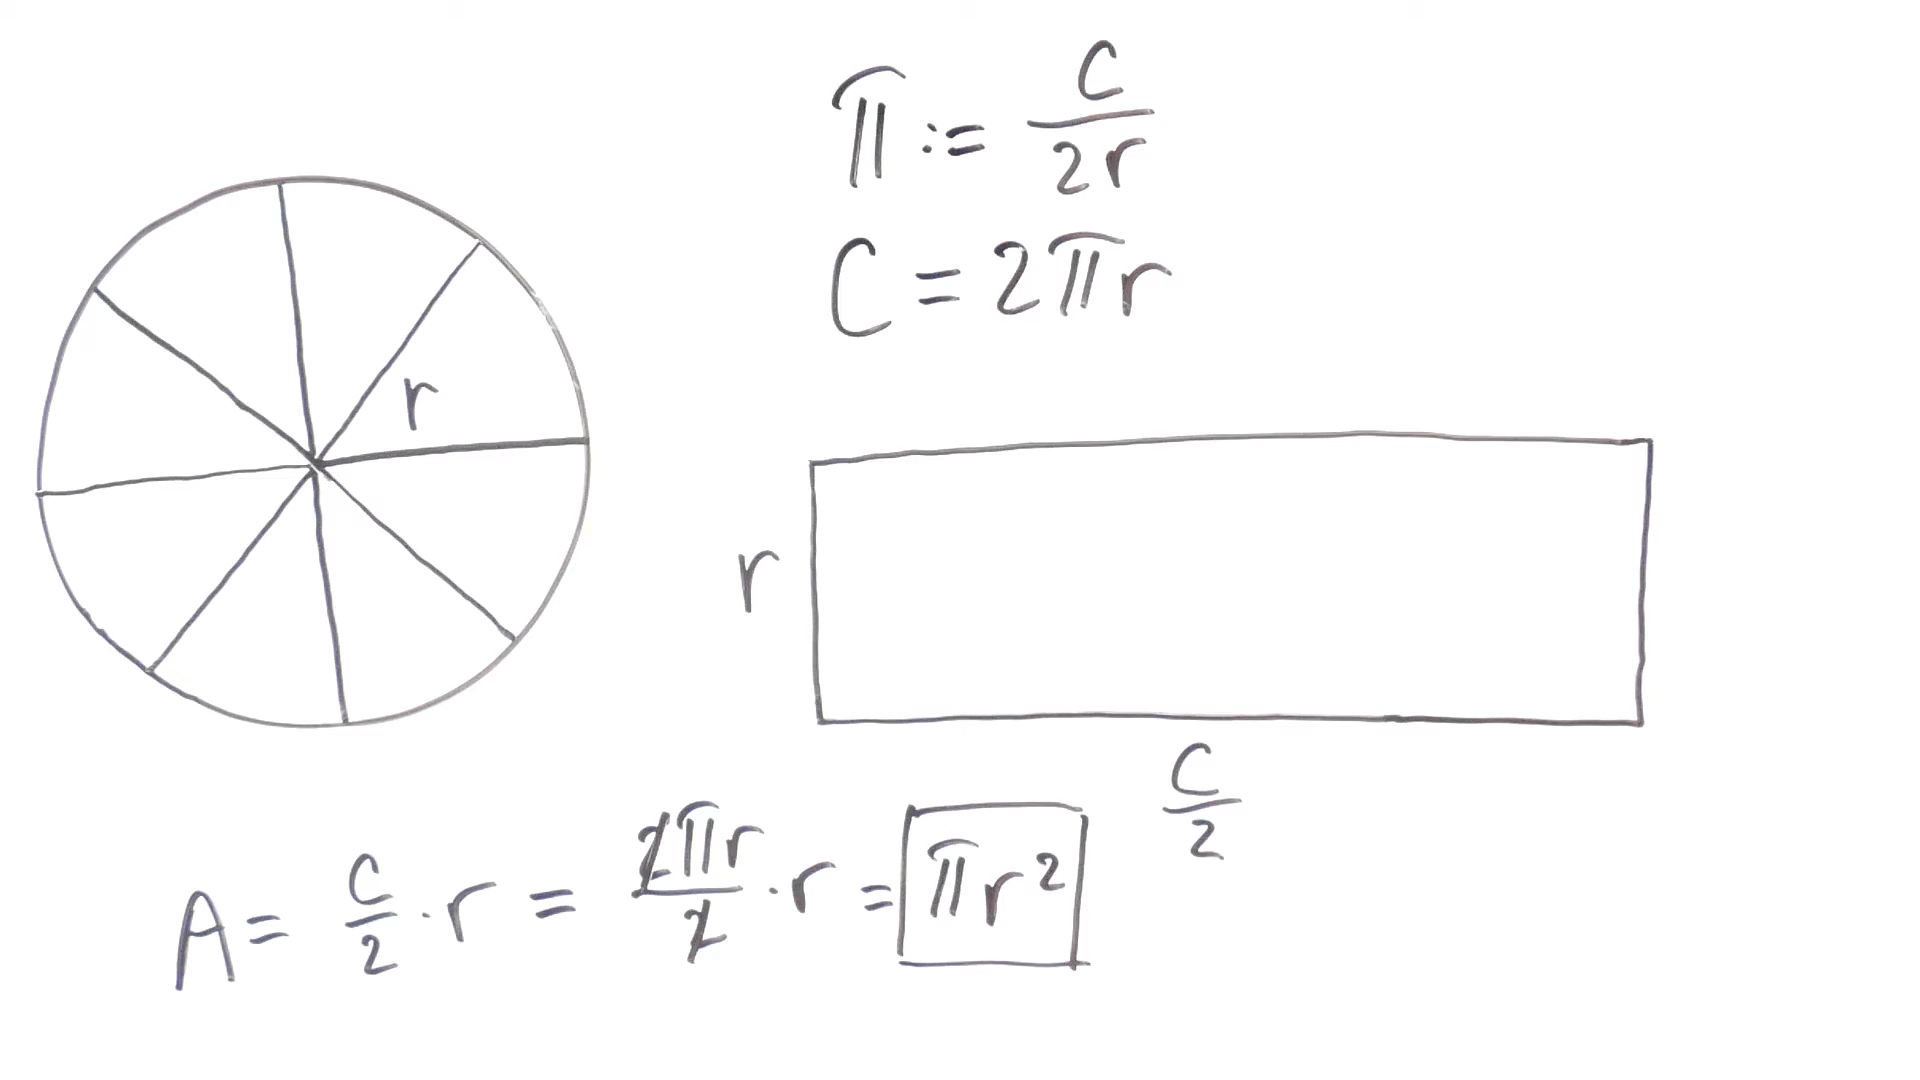 π := C/2r
C = 2πr
r
r
C/2
A = C/2 · r = 2πr/2 · r = πr²